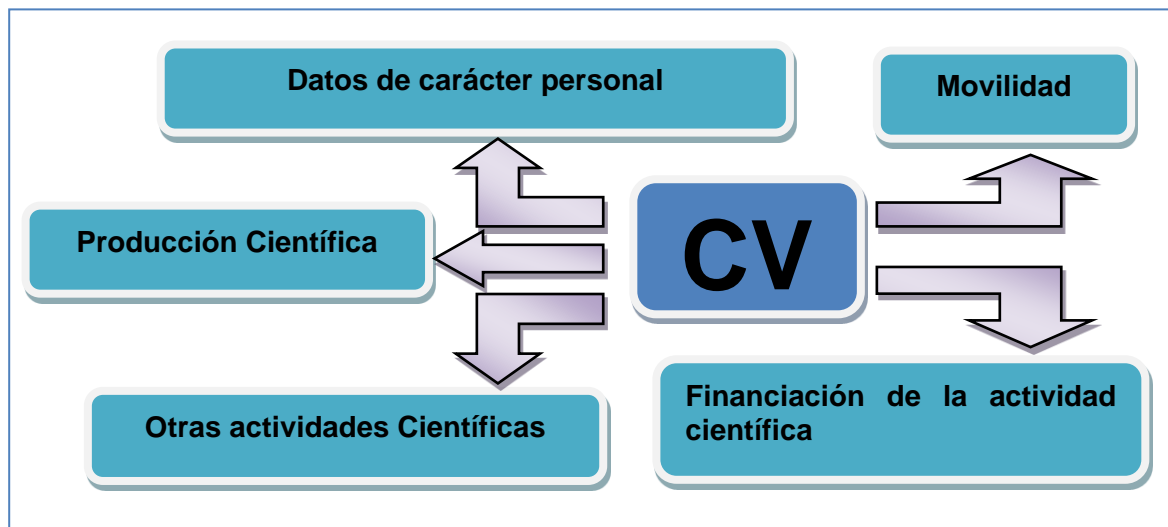 Datos de carácter personal
Movilidad
Producción Científica
CV
Otras actividades Científicas
Financiación de la actividad
científica